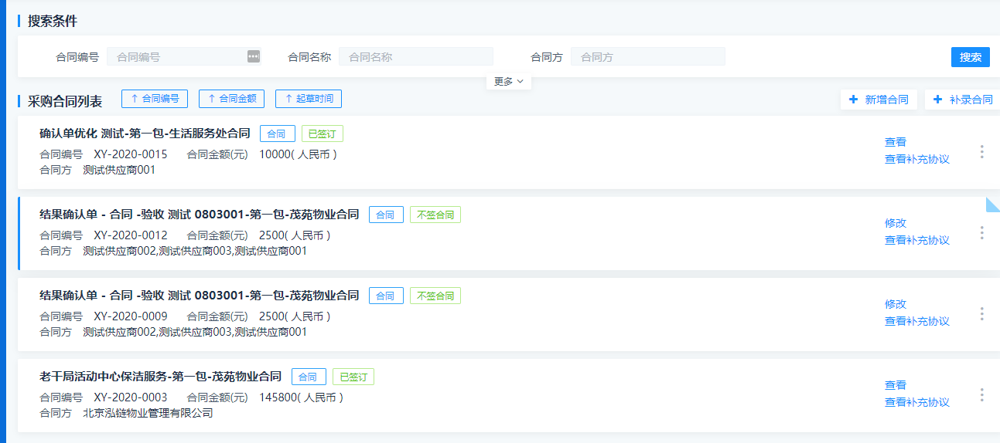 搜索条件
合同编号 合同编号 合同名称 合同名称 合同方 合同方 搜索
更多
采购合同列表 ↑ 合同编号 ↑ 合同金额 ↑ 起草时间 + 新增合同 + 补录合同
确认单优化 测试-第一包-生活服务处合同 合同 已签订
合同编号 XY-2020-0015 合同金额(元) 10000( 人民币 )
合同方 测试供应商001
查看
查看补充协议
结果确认单 - 合同 -验收 测试 0803001-第一包-茂苑物业合同 合同 不签合同
合同编号 XY-2020-0012 合同金额(元) 2500( 人民币 )
合同方 测试供应商002,测试供应商003,测试供应商001
修改
查看补充协议
结果确认单 - 合同 -验收 测试 0803001-第一包-茂苑物业合同 合同 不签合同
合同编号 XY-2020-0009 合同金额(元) 2500( 人民币 )
合同方 测试供应商002,测试供应商003,测试供应商001
修改
查看补充协议
老干局活动中心保洁服务-第一包-茂苑物业合同 合同 已签订
合同编号 XY-2020-0003 合同金额(元) 145800( 人民币 )
合同方 北京泓链物业管理有限公司
查看
查看补充协议